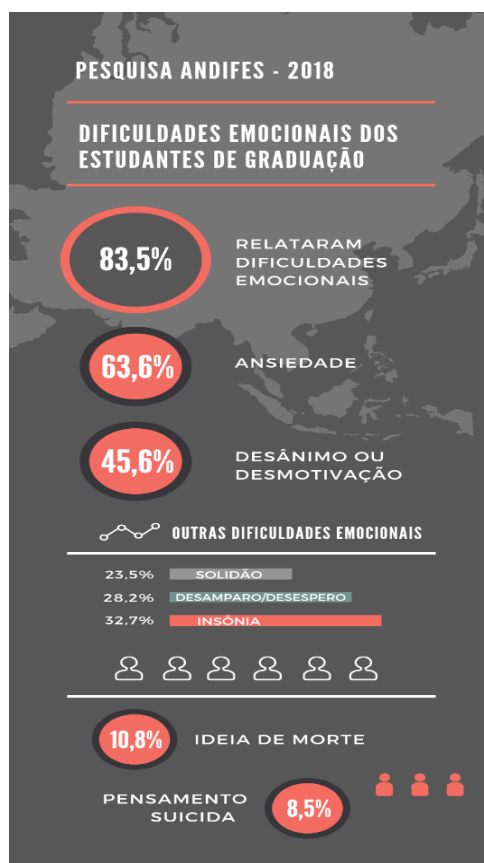 PESQUISA ANDIFES - 2018
DIFICULDADES EMOCIONAIS DOS
ESTUDANTES DE GRADUAÇÃO
83,5%
RELATARAM
DIFICULDADES
EMOCIONAIS
63,6%
ANSIEDADE
45,6%
DESÂNIMO OU
DESMOTIVAÇÃO
OUTRAS DIFICULDADES EMOCIONAIS
23,5% SOLIDÃO
28,2% DESAMPARO/DESESPERO
32,7% INSÔNIA
10,8% IDEIA DE MORTE
PENSAMENTO
SUICIDA
8,5%